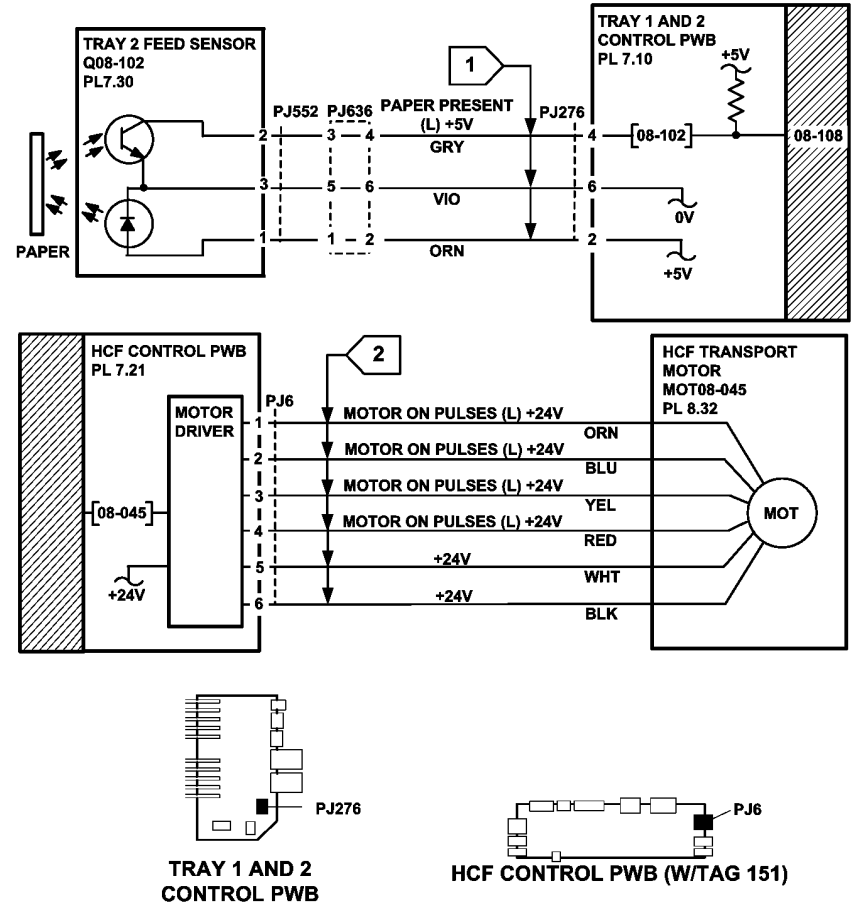 TRAY 2 FEED SENSOR
Q08-102
PL7.30
PAPER
2
3
1
PJ552
PJ636
3 4
5 6
1 2
1
PAPER PRESENT
(L) +5V
GRY
VIO
ORN
PJ276
4
6
2
TRAY 1 AND 2
CONTROL PWB
PL 7.10
+5V
08-102
08-108
0V
+5V
HCF CONTROL PWB
PL 7.21
MOTOR
DRIVER
08-045
+24V
PJ6
1
2
3
4
5
6
2
MOTOR ON PULSES (L) +24V
ORN
MOTOR ON PULSES (L) +24V
BLU
MOTOR ON PULSES (L) +24V
YEL
MOTOR ON PULSES (L) +24V
RED
+24V
WHT
+24V
BLK
HCF TRANSPORT
MOTOR
MOT08-045
PL 8.32
MOT
PJ276
TRAY 1 AND 2
CONTROL PWB
PJ6
HCF CONTROL PWB (W/TAG 151)